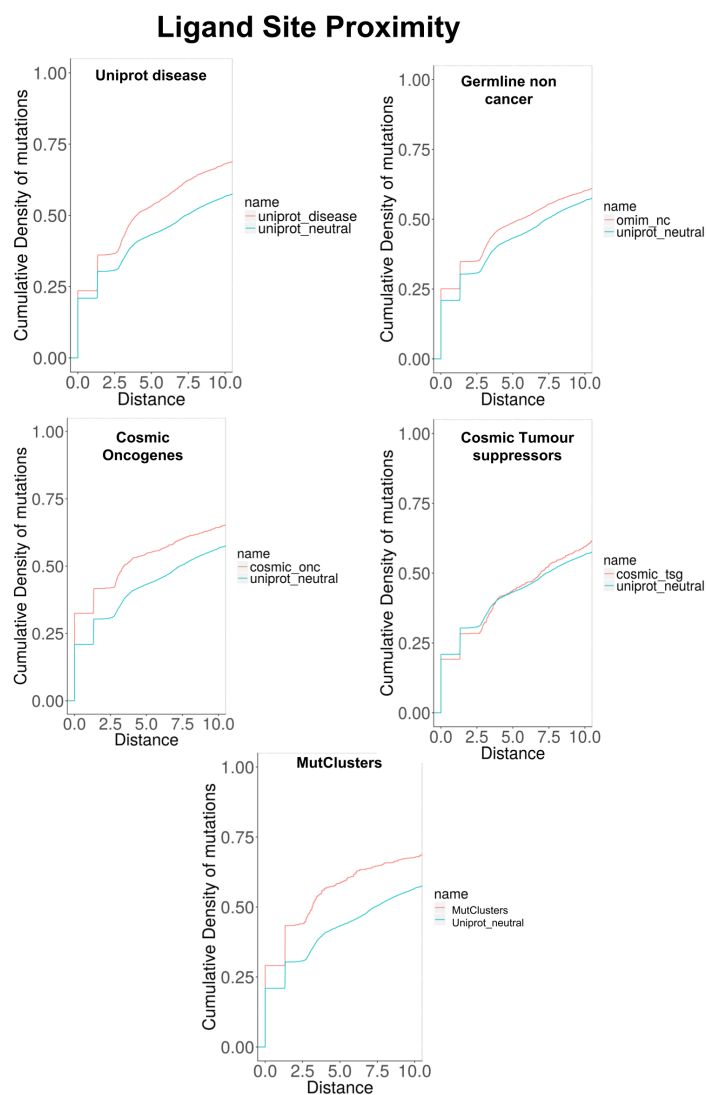 Ligand Site Proximity
Uniprot disease
Cumulative Density of mutations
1.00
0.75
0.50
0.25
0.00
0.0 2.5 5.0 7.5 10.0
Distance
name
uniprot_disease
uniprot_neutral
Germline non
cancer
Cumulative Density of mutations
1.00
0.75
0.50
0.25
0.00
0.0 2.5 5.0 7.5 10.0
Distance
name
omim_nc
uniprot_neutral
Cosmic
Oncogenes
Cumulative Density of mutations
1.00
0.75
0.50
0.25
0.00
0.0 2.5 5.0 7.5 10.0
Distance
name
cosmic_onc
uniprot_neutral
Cosmic Tumour
suppressors
Cumulative Density of mutations
1.00
0.75
0.50
0.25
0.00
0.0 2.5 5.0 7.5 10.0
Distance
name
cosmic_tsg
uniprot_neutral
MutClusters
Cumulative Density of mutations
1.00
0.75
0.50
0.25
0.00
0.0 2.5 5.0 7.5 10.0
Distance
name
MutClusters
Uniprot_neutral